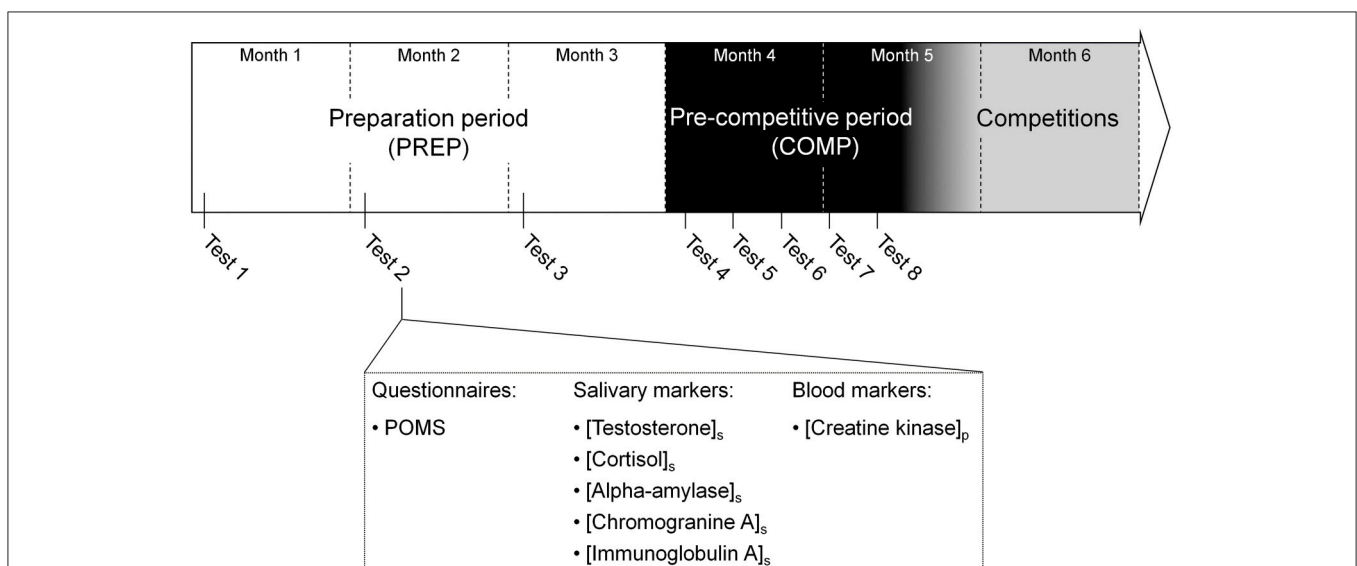 Month 1
Month 2
Month 3
Month 4
Month 5
Month 6
Preparation period
(PREP)
Pre-competitive period
(COMP)
Competitions
Test 1
Test 2
Test 3
Test 4
Test 5
Test 6
Test 7
Test 8
Questionnaires:
• POMS
Salivary markers:
• [Testosterone]s
• [Cortisol]s
• [Alpha-amylase]s
• [Chromogranine A]s
• [Immunoglobulin A]s
Blood markers:
• [Creatine kinase]p